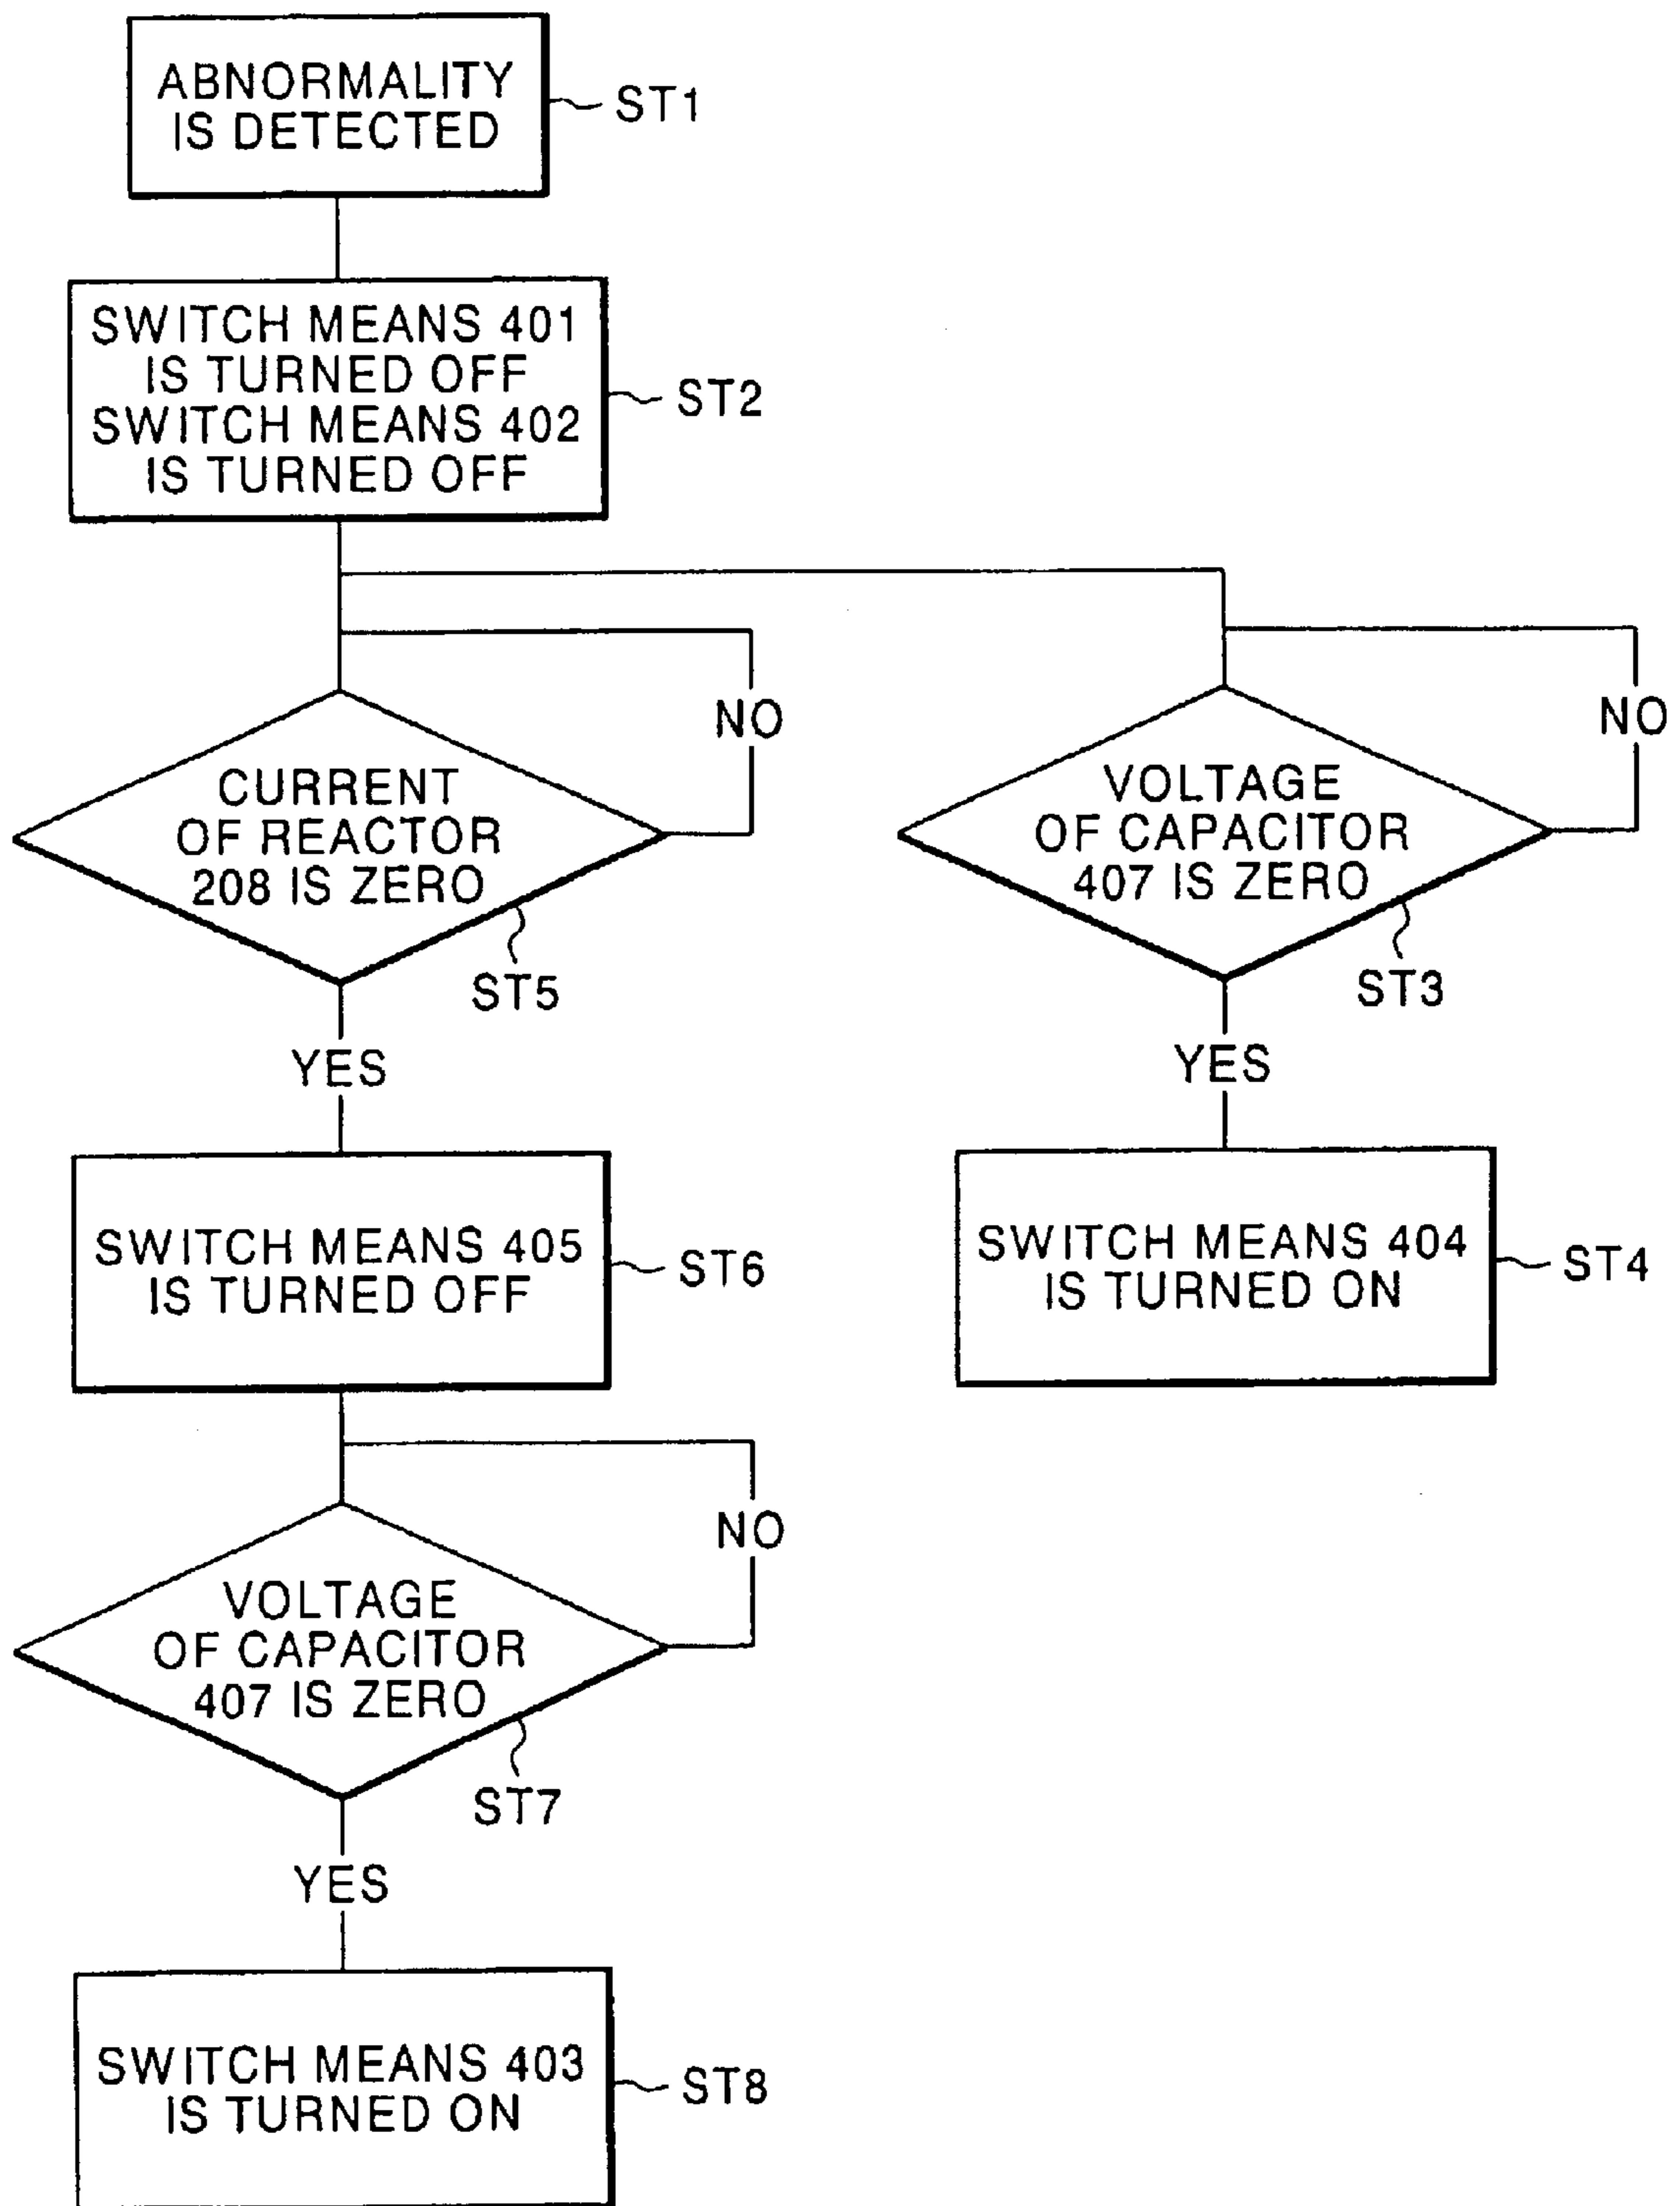 ABNORMALITY
IS DETECTED
ST1
SWITCH MEANS 401
IS TURNED OFF
SWITCH MEANS 402
IS TURNED OFF
ST2
NO
CURRENT
OF REACTOR
208 IS ZERO
ST5
YES
NO
VOLTAGE
OF CAPACITOR
407 IS ZERO
ST3
YES
SWITCH MEANS 405
IS TURNED OFF
ST6
SWITCH MEANS 404
IS TURNED ON
ST4
NO
VOLTAGE
OF CAPACITOR
407 IS ZERO
ST7
YES
SWITCH MEANS 403
IS TURNED ON
ST8